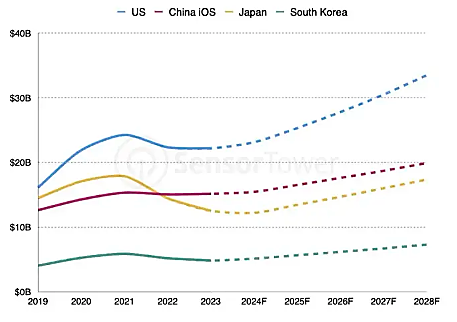 US China iOS Japan South Korea
$40B
$30B
$20B
$10B
$0B
SensorTower
2019 2020 2021 2022 2023 2024F 2025F 2026F 2027F 2028F